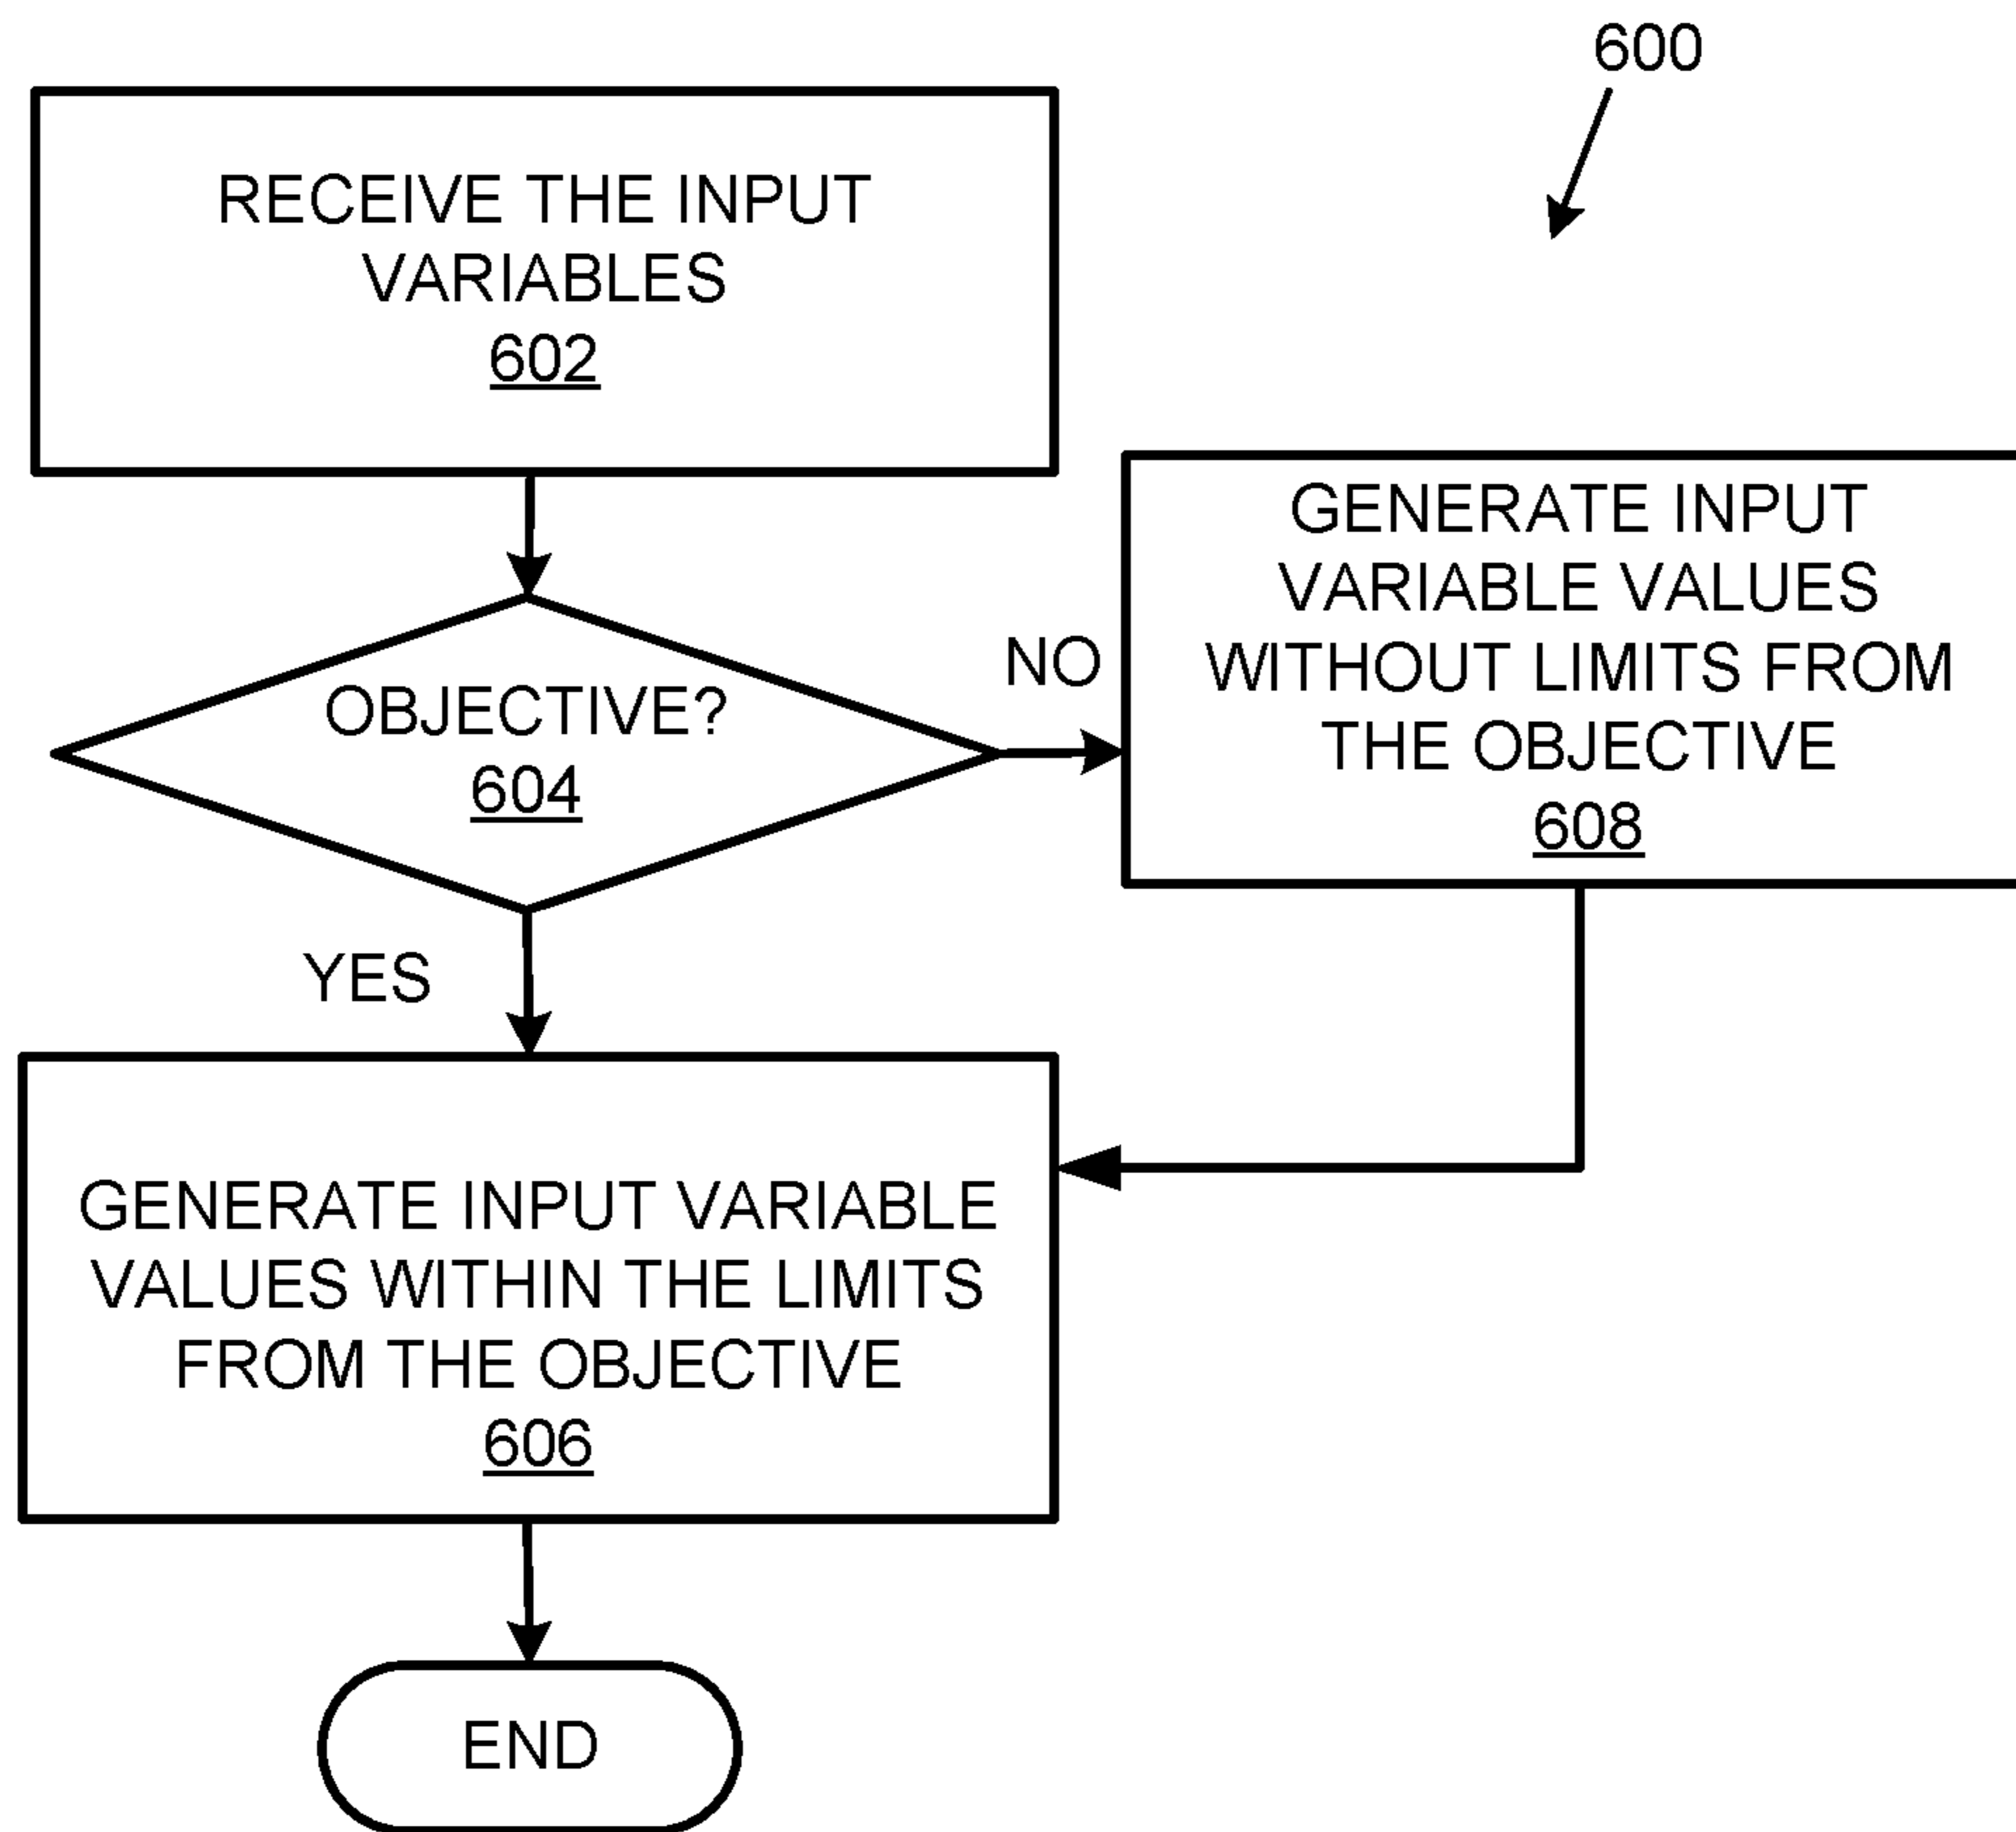 600
RECEIVE THE INPUT
VARIABLES
602
OBJECTIVE?
604
NO
GENERATE INPUT
VARIABLE VALUES
WITHOUT LIMITS FROM
THE OBJECTIVE
608
YES
GENERATE INPUT VARIABLE
VALUES WITHIN THE LIMITS
FROM THE OBJECTIVE
606
END